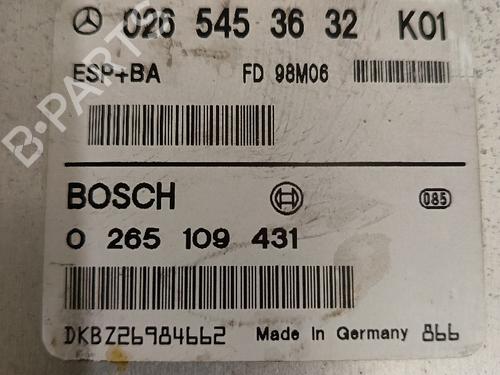 026 545 36 32 K01
ESP+BA FD 98M06
BOSCH 085
0 265 109 431
DKBZ26984662 Made in Germany 866
B-PARTS